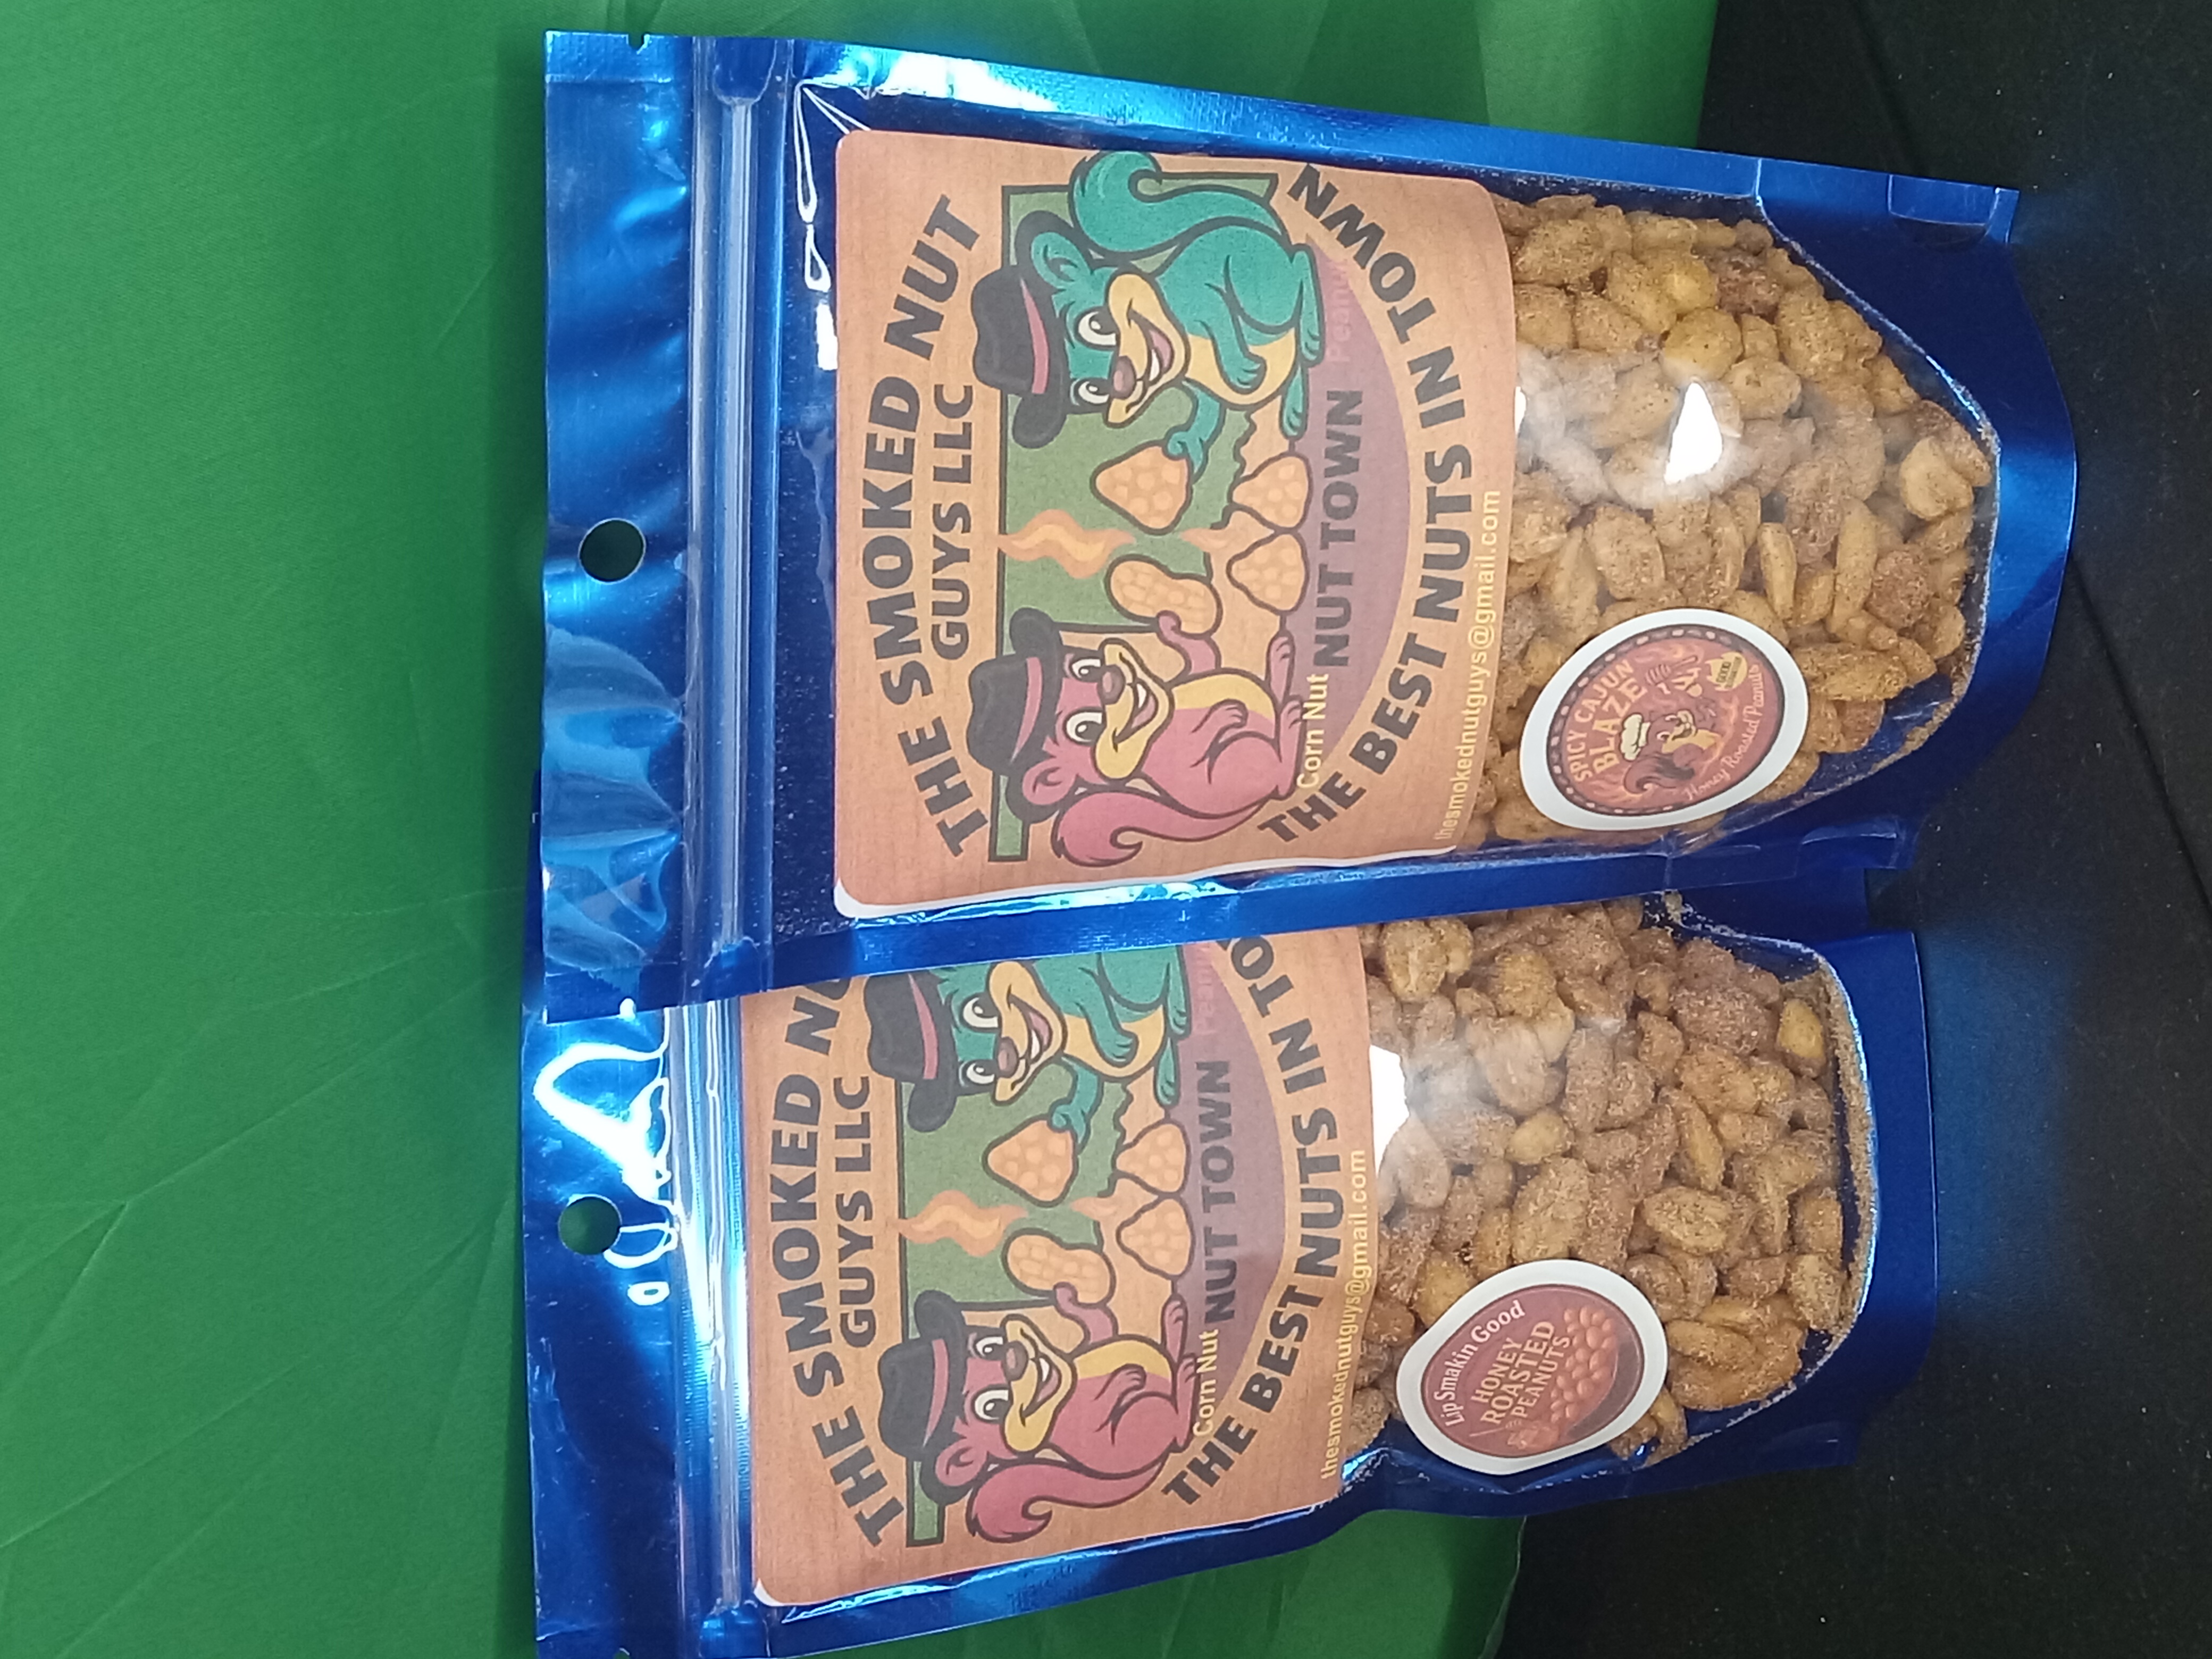 THE SMOKED NUT
GUYS LLC
Corn Nut NUT TOWN
THE BEST NUTS IN TO
thesmokednutguys@gmail.com
Lip Smakin Good
HONEY
ROASTED
PEANUTS
THE SMOKED NUT
GUYS LLC
Corn Nut NUT TOWN Peanut
THE BEST NUTS IN TOWN
thesmokednutguys@gmail.com
SPICY CAJUN
BLAZE
Honey Roasted Peanuts